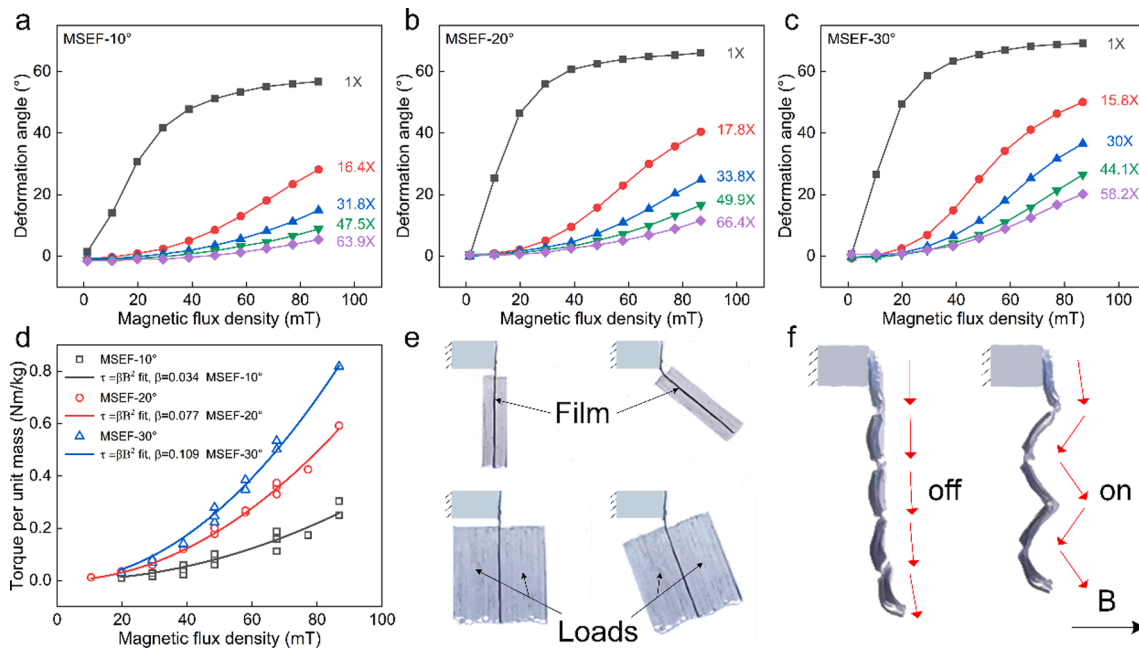 a
MSEF-10°
Deformation angle (°)
60
40
20
0
1X
16.4X
31.8X
47.5X
63.9X
0 20 40 60 80 100
Magnetic flux density (mT)
b
MSEF-20°
Deformation angle (°)
60
40
20
0
1X
17.8X
33.8X
49.9X
66.4X
0 20 40 60 80 100
Magnetic flux density (mT)
c
MSEF-30°
Deformation angle (°)
60
40
20
0
1X
15.8X
30X
44.1X
58.2X
0 20 40 60 80 100
Magnetic flux density (mT)
d
Torque per unit mass (Nm/kg)
0.8
0.6
0.4
0.2
0.0
MSEF-10°
τ =βB² fit, β=0.034 MSEF-10°
MSEF-20°
τ =βB² fit, β=0.077 MSEF-20°
MSEF-30°
τ =βB² fit, β=0.109 MSEF-30°
0 20 40 60 80 100
Magnetic flux density (mT)
e
Film
Loads
f
off
on
B